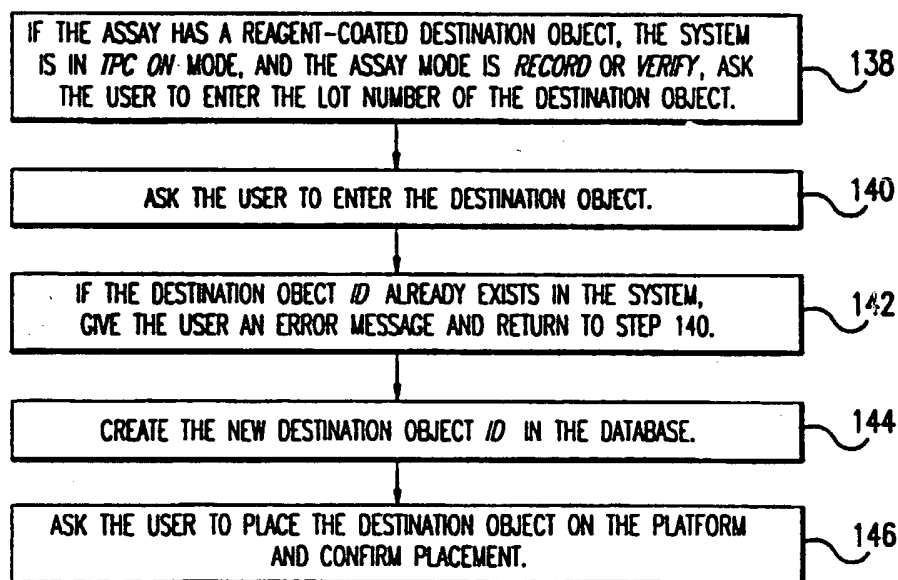 IF THE ASSAY HAS A REAGENT-COATED DESTINATION OBJECT, THE SYSTEM
IS IN TPC ON MODE, AND THE ASSAY MODE IS RECORD OR VERIFY, ASK
THE USER TO ENTER THE LOT NUMBER OF THE DESTINATION OBJECT.
138
ASK THE USER TO ENTER THE DESTINATION OBJECT.
140
IF THE DESTINATION OBECT ID ALREADY EXISTS IN THE SYSTEM,
GIVE THE USER AN ERROR MESSAGE AND RETURN TO STEP 140.
142
CREATE THE NEW DESTINATION OBJECT ID IN THE DATABASE.
144
ASK THE USER TO PLACE THE DESTINATION OBJECT ON THE PLATFORM
AND CONFIRM PLACEMENT.
146